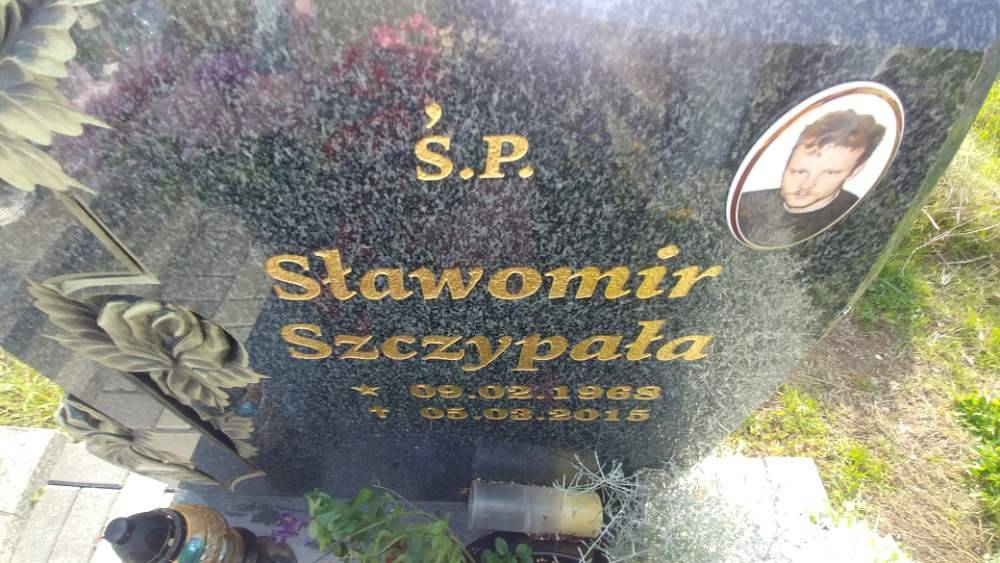 Ś.P.
Sławomir
Szczypała
★ 09.02.1968
✝ 05.03.2015